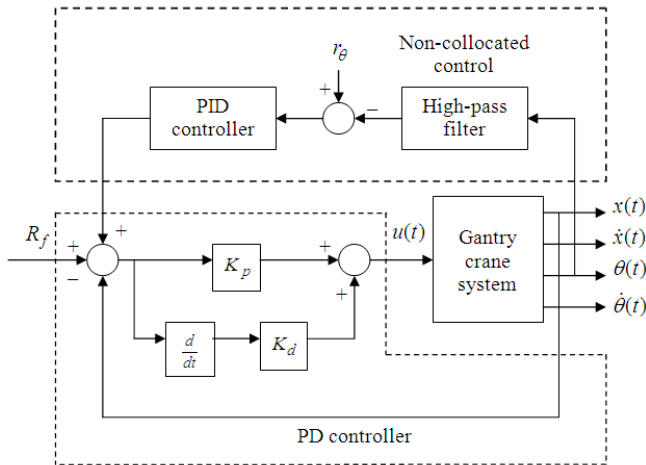 Non-collocated
control
r_θ
+
−
PID
controller
High-pass
filter
R_f
+
+
−
K_p
+
+
d/dt
K_d
u(t)
Gantry
crane
system
x(t)
ẋ(t)
θ(t)
θ̇(t)
PD controller